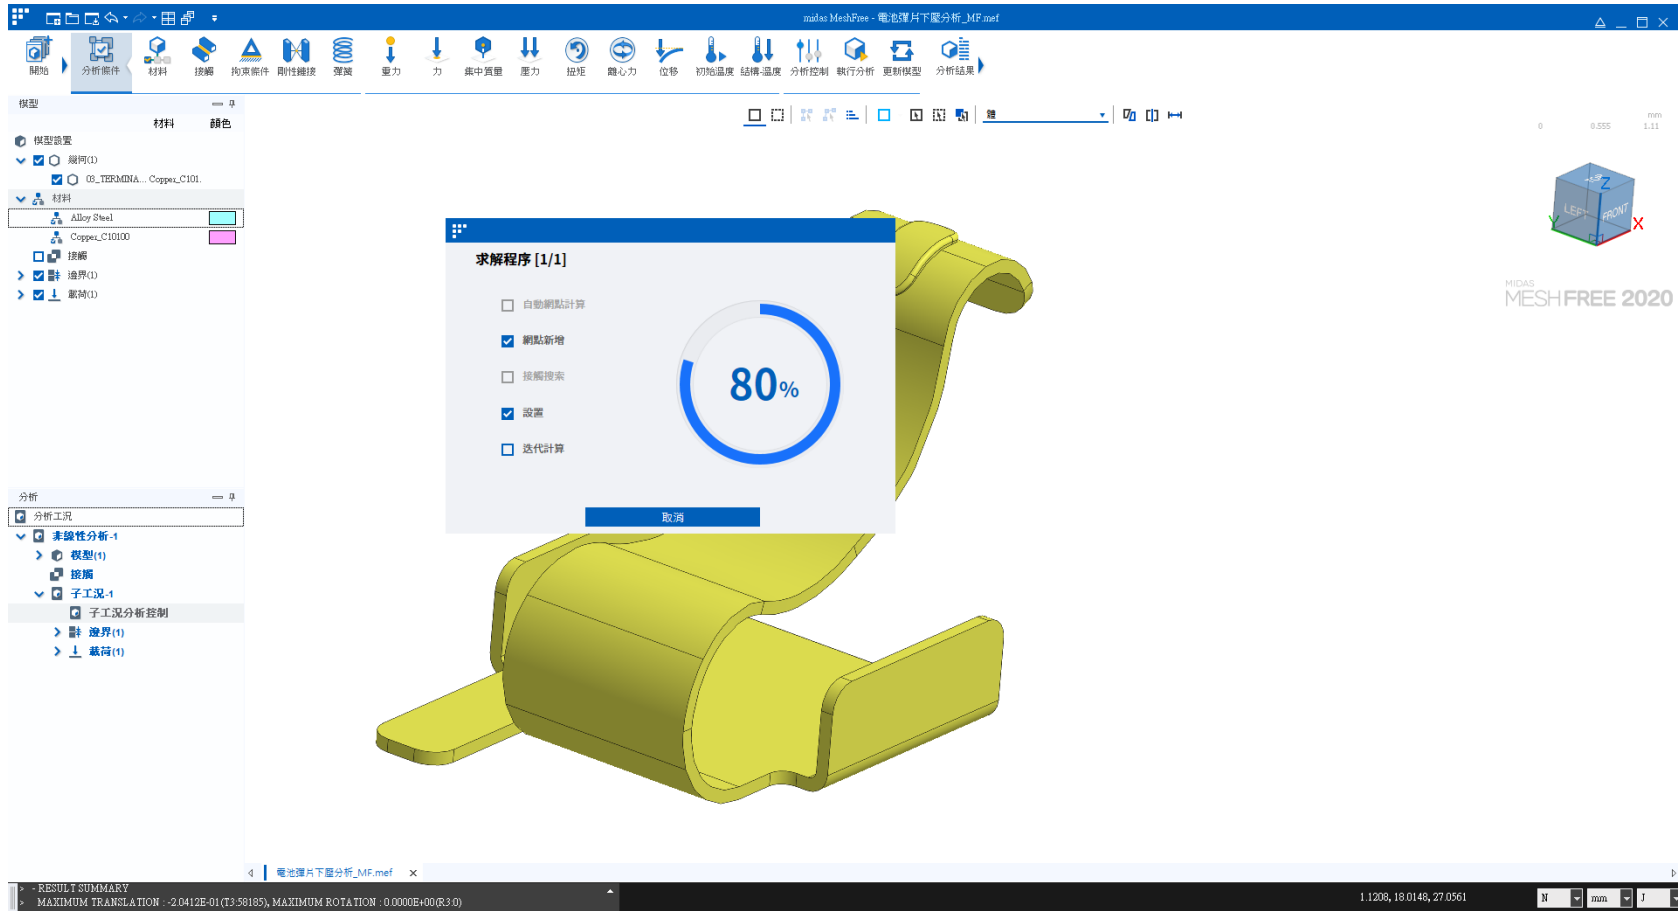 midas MeshFree - 電池彈片下壓分析_MF.mef
開始
分析條件
材料
接觸
拘束條件
剛性鏈接
彈簧
重力
力
集中質量
壓力
扭矩
離心力
位移
初始溫度
結構-溫度
分析控制
執行分析
更新模型
分析結果
模型
材料 顏色
模型設置
幾何(1)
03_TERMINA... Copper_C101.
材料
Alloy Steel
Copper_C10100
接觸
邊界(1)
載荷(1)
體
mm
0 0.555 1.11
Z
LEFT FRONT
Y X
MIDAS
MESHFREE 2020
求解程序 [1/1]
自動網點計算
網點新增
接觸搜索
設置
迭代計算
80%
取消
分析
分析工況
非線性分析-1
模型(1)
接觸
子工況-1
子工況分析控制
邊界(1)
載荷(1)
電池彈片下壓分析_MF.mef
> - RESULT SUMMARY
> MAXIMUM TRANSLATION : -2.0412E-01(T3:58185), MAXIMUM ROTATION : 0.0000E+00(R3:0)
1.1208, 18.0148, 27.0561
N mm J